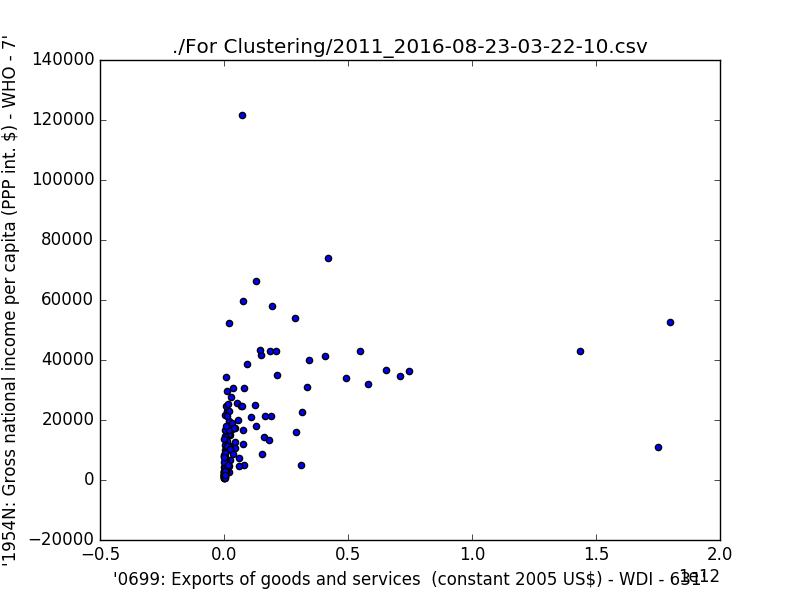 ./For Clustering/2011_2016-08-23-03-22-10.csv
'1954N: Gross national income per capita (PPP int. $) - WHO - 7'
140000
120000
100000
80000
60000
40000
20000
0
−20000
−0.5 0.0 0.5 1.0 1.5 2.0
1e12
'0699: Exports of goods and services (constant 2005 US$) - WDI - 631'